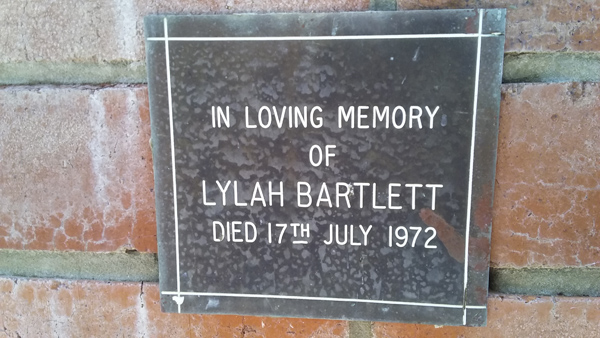 IN LOVING MEMORY
OF
LYLAH BARTLETT
DIED 17TH JULY 1972